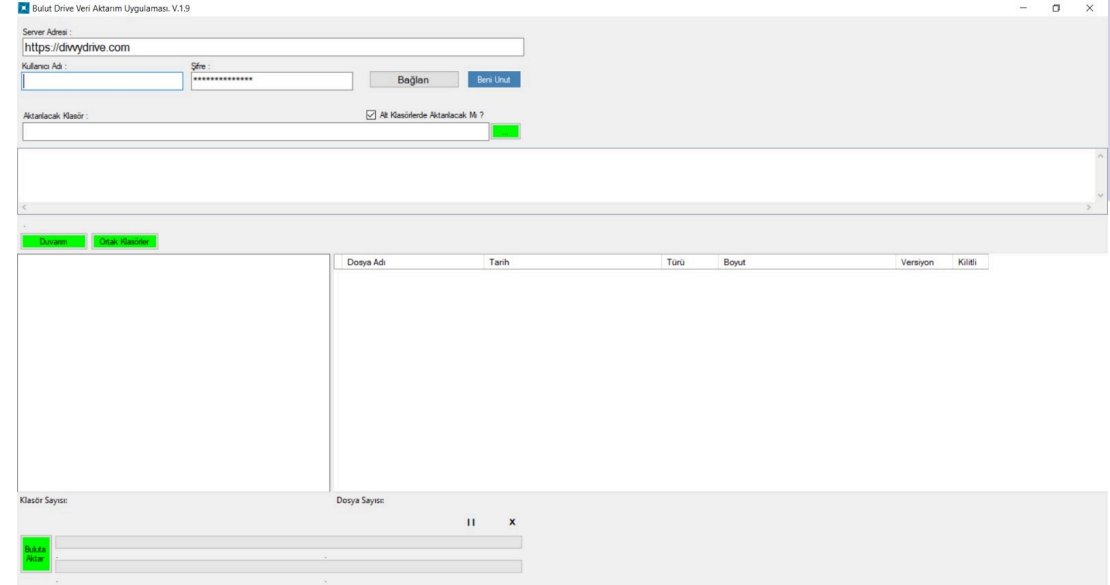 Bulut Drive Veri Aktarım Uygulaması. V.1.9
Server Adresi :
https://divvydrive.com
Kullanıcı Adı :
Şifre :
**************
Bağlan
Beni Unut
Aktarılacak Klasör :
Alt Klasörlerde Aktarılacak Mı ?
...
Duvarım
Ortak Klasörler
Dosya Adı
Tarih
Türü
Boyut
Versiyon
Kilitli
Klasör Sayısı:
Dosya Sayısı:
Buluta
Aktar